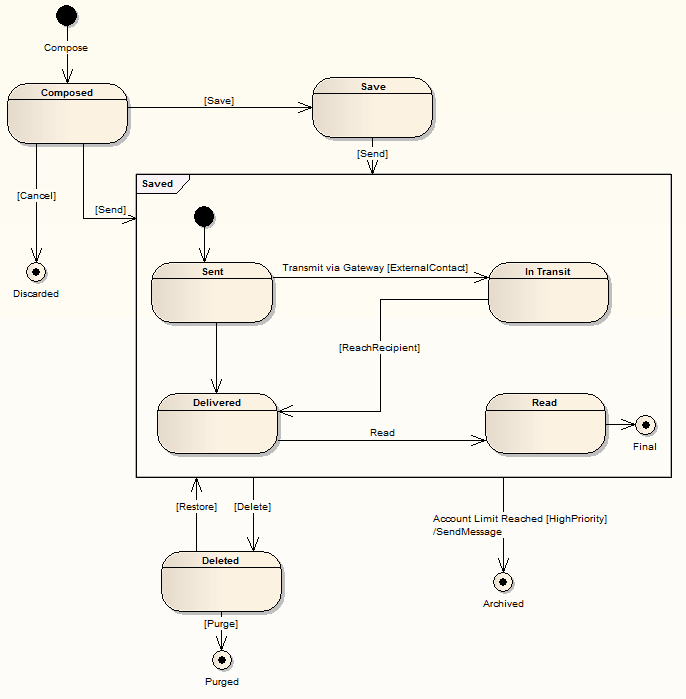 Compose
Composed
Save
[Save]
[Send]
Saved
[Cancel]
[Send]
Sent
Transmit via Gateway [ExternalContact]
In Transit
Discarded
[ReachRecipient]
Delivered
Read
Read
Final
[Restore]
[Delete]
Account Limit Reached [HighPriority]
/SendMessage
Deleted
Archived
[Purge]
Purged